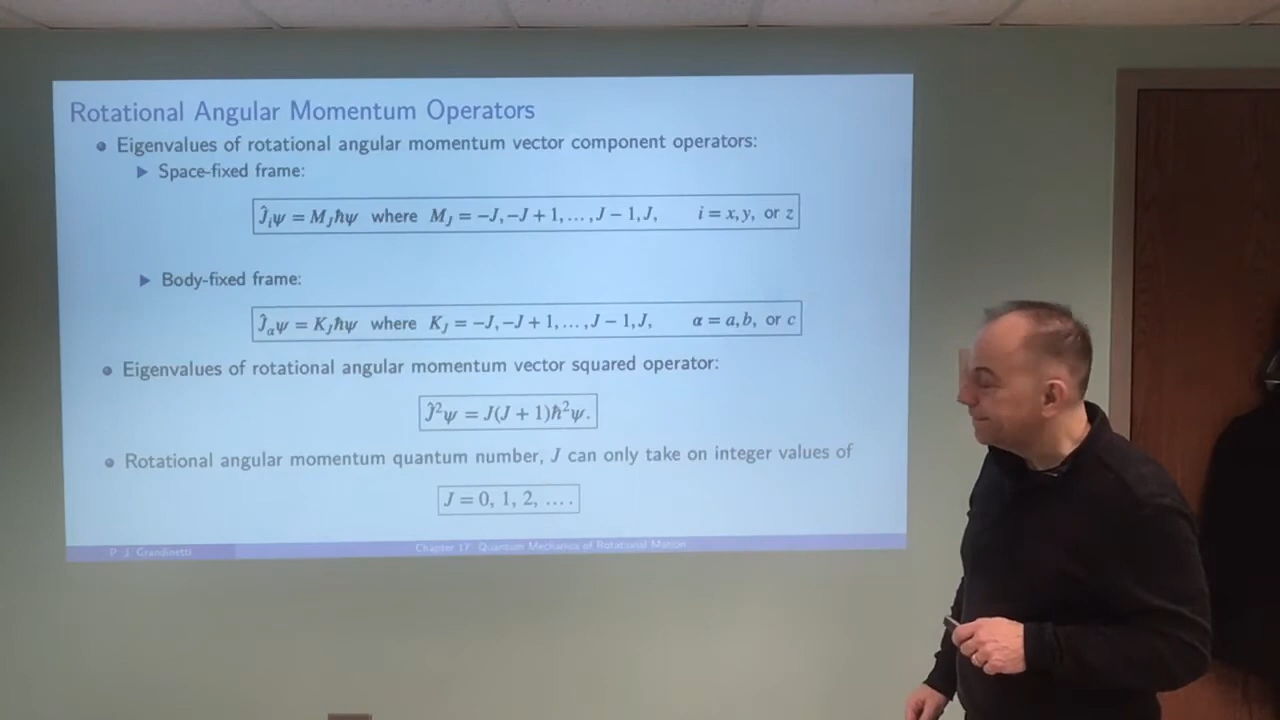 Rotational Angular Momentum Operators
• Eigenvalues of rotational angular momentum vector component operators:
▶ Space-fixed frame:
Ĵᵢψ = M_Jℏψ where M_J = −J, −J + 1, … , J − 1, J, i = x, y, or z
▶ Body-fixed frame:
Ĵ_αψ = K_Jℏψ where K_J = −J, −J + 1, … , J − 1, J, α = a, b, or c
• Eigenvalues of rotational angular momentum vector squared operator:
Ĵ²ψ = J(J + 1)ℏ²ψ.
• Rotational angular momentum quantum number, J can only take on integer values of
J = 0, 1, 2, … .
P. J. Grandinetti Chapter 17: Quantum Mechanics of Rotational Motion